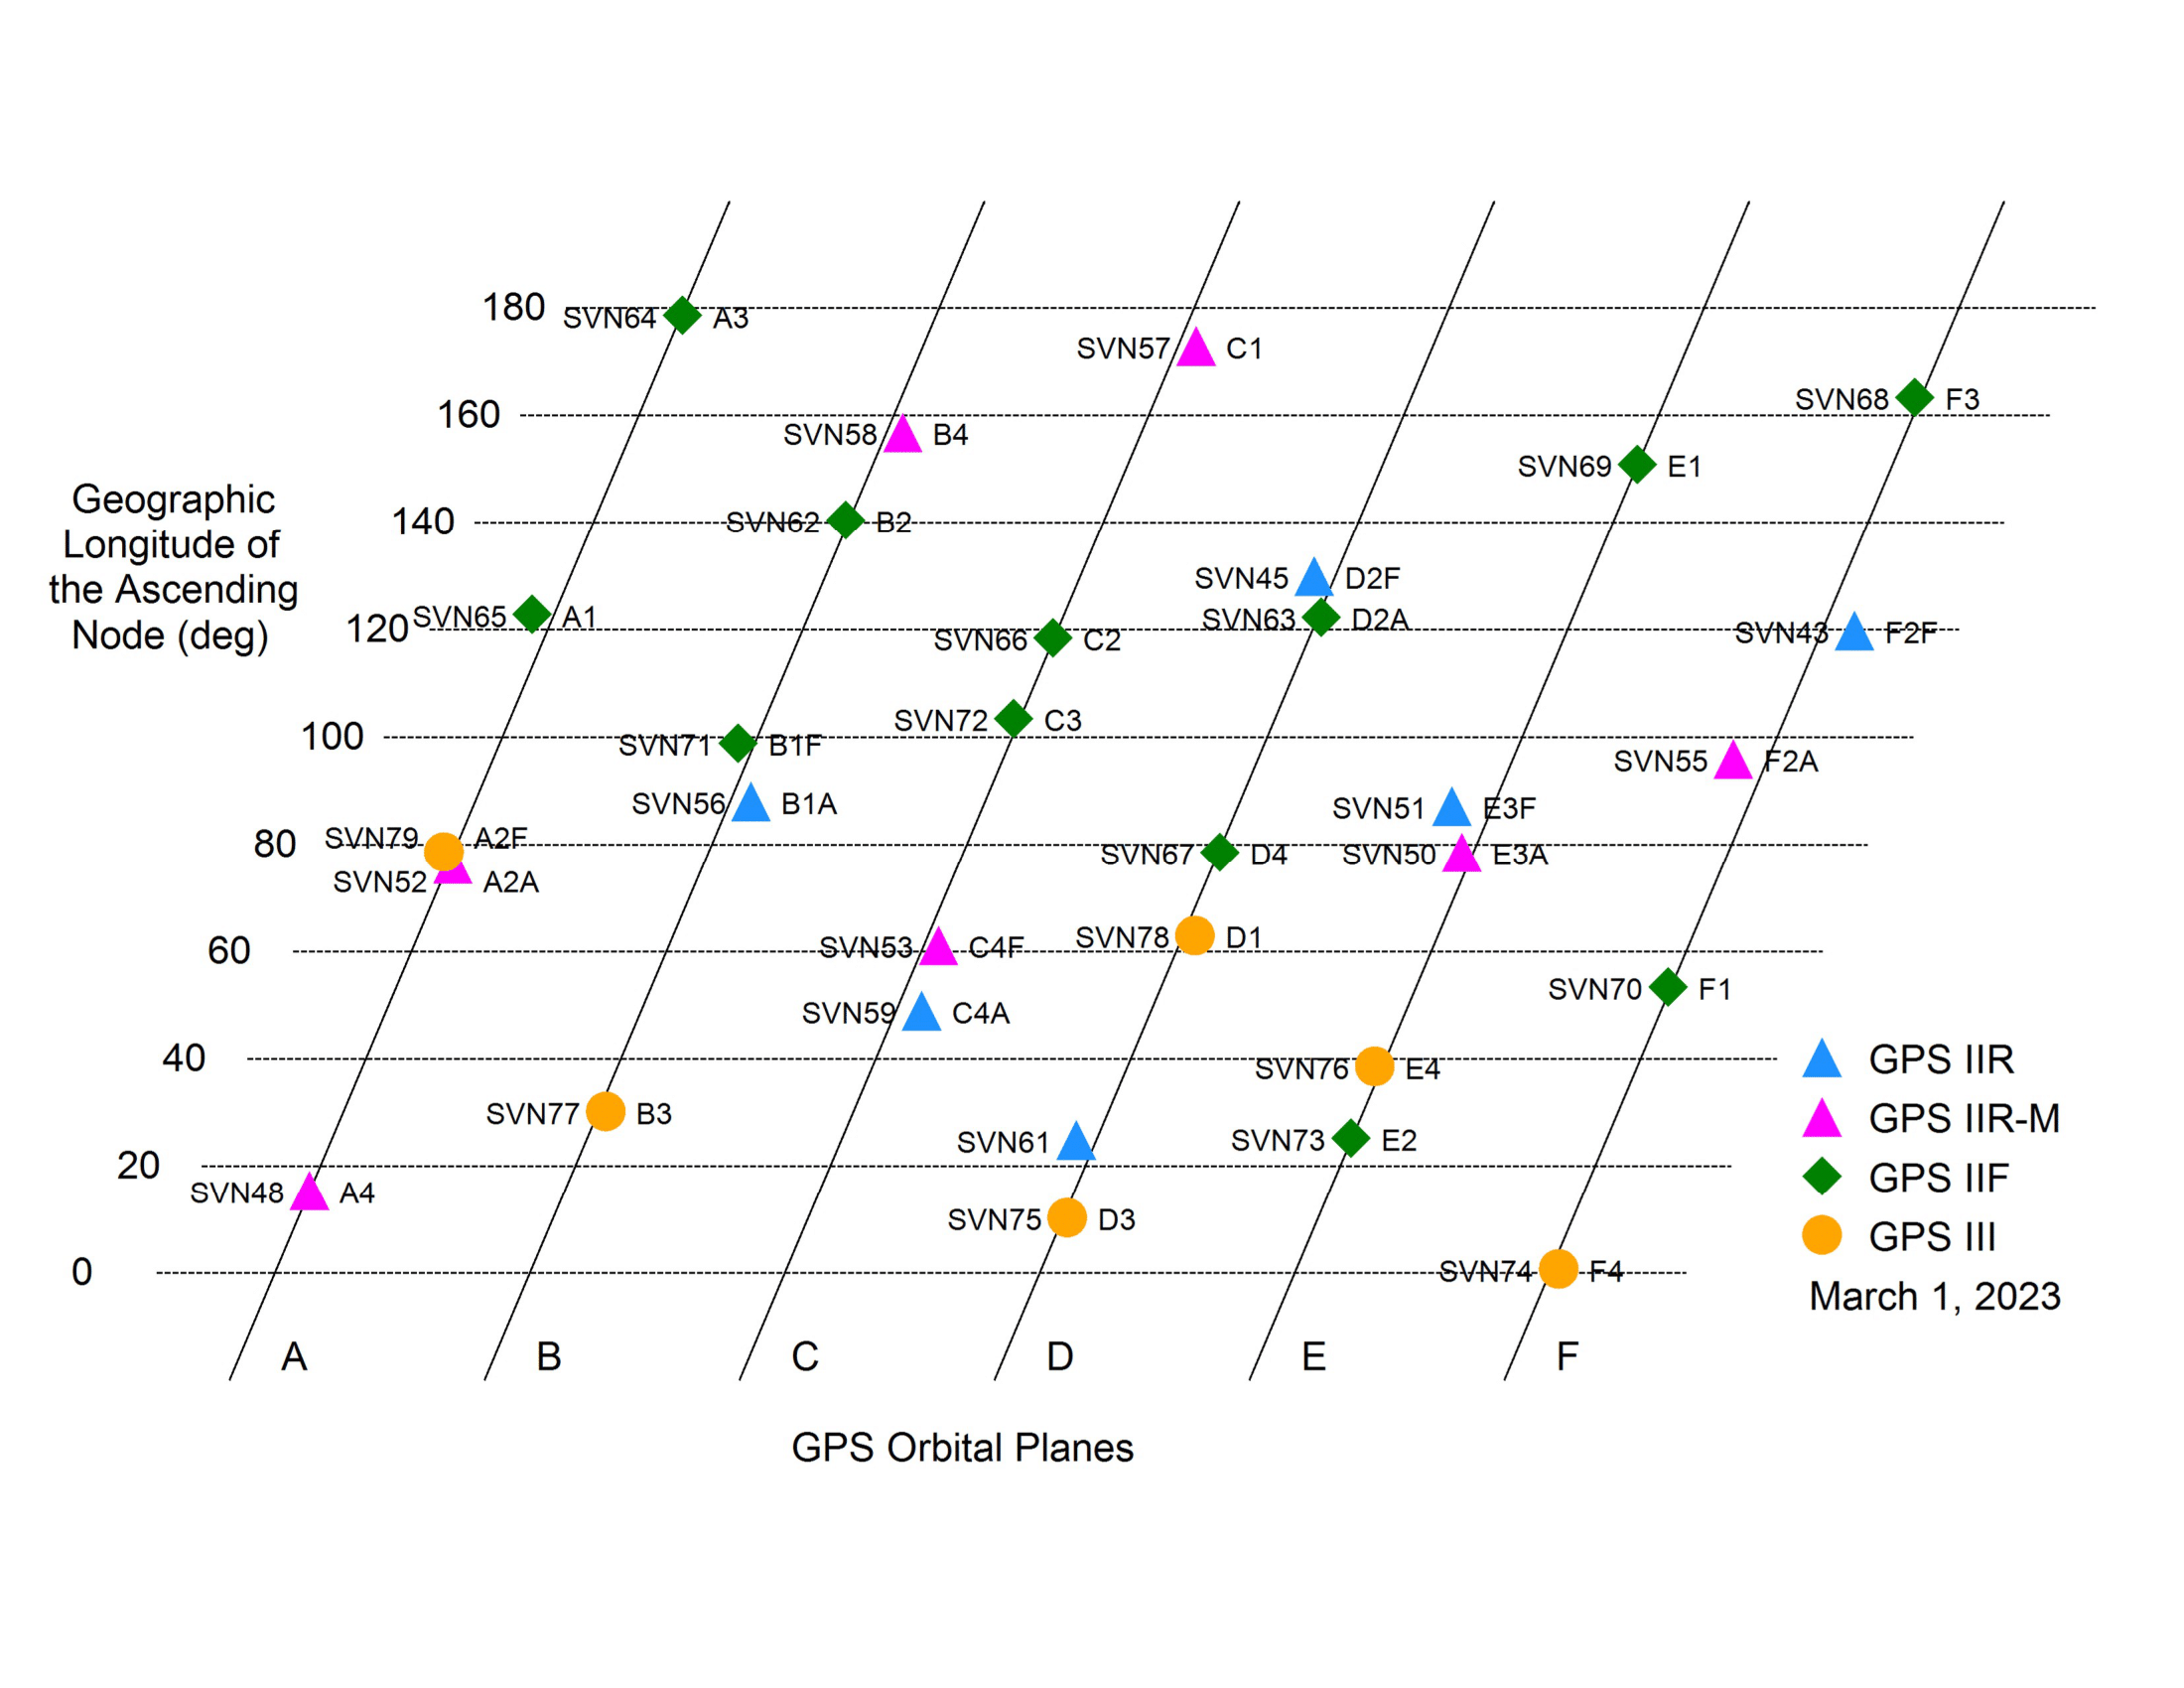 180
SVN64 A3
SVN57 C1
160
SVN68 F3
SVN58 B4
SVN69 E1
Geographic
Longitude of
the Ascending
Node (deg)
140
SVN62 B2
SVN45 D2F
SVN65 A1
SVN63 D2A
120
SVN43 F2F
SVN66 C2
SVN72 C3
100
SVN71 B1F
SVN55 F2A
SVN56 B1A
SVN51 E3F
SVN79 A2F
80
SVN67 D4
SVN50 E3A
SVN52 A2A
SVN78 D1
60
SVN53 C4F
SVN70 F1
SVN59 C4A
40
SVN76 E4
SVN77 B3
SVN73 E2
SVN61
20
SVN48 A4
SVN75 D3
0
SVN74 F4
GPS IIR
GPS IIR-M
GPS IIF
GPS III
March 1, 2023
A B C D E F
GPS Orbital Planes